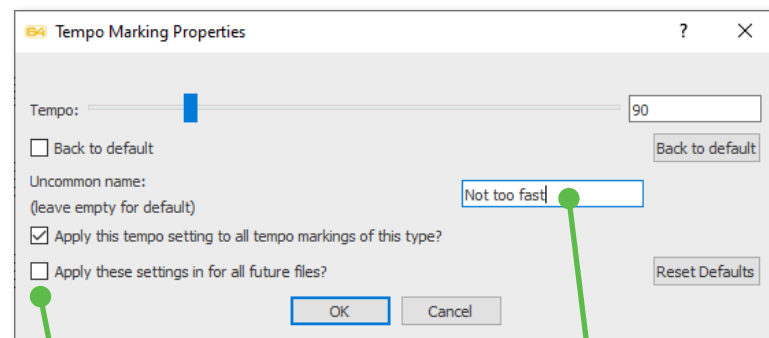 64 Tempo Marking Properties ?
Tempo: 90
Back to default Back to default
Uncommon name:
Not too fast
(leave empty for default)
Apply this tempo setting to all tempo markings of this type?
Apply these settings in for all future files? Reset Defaults
OK Cancel